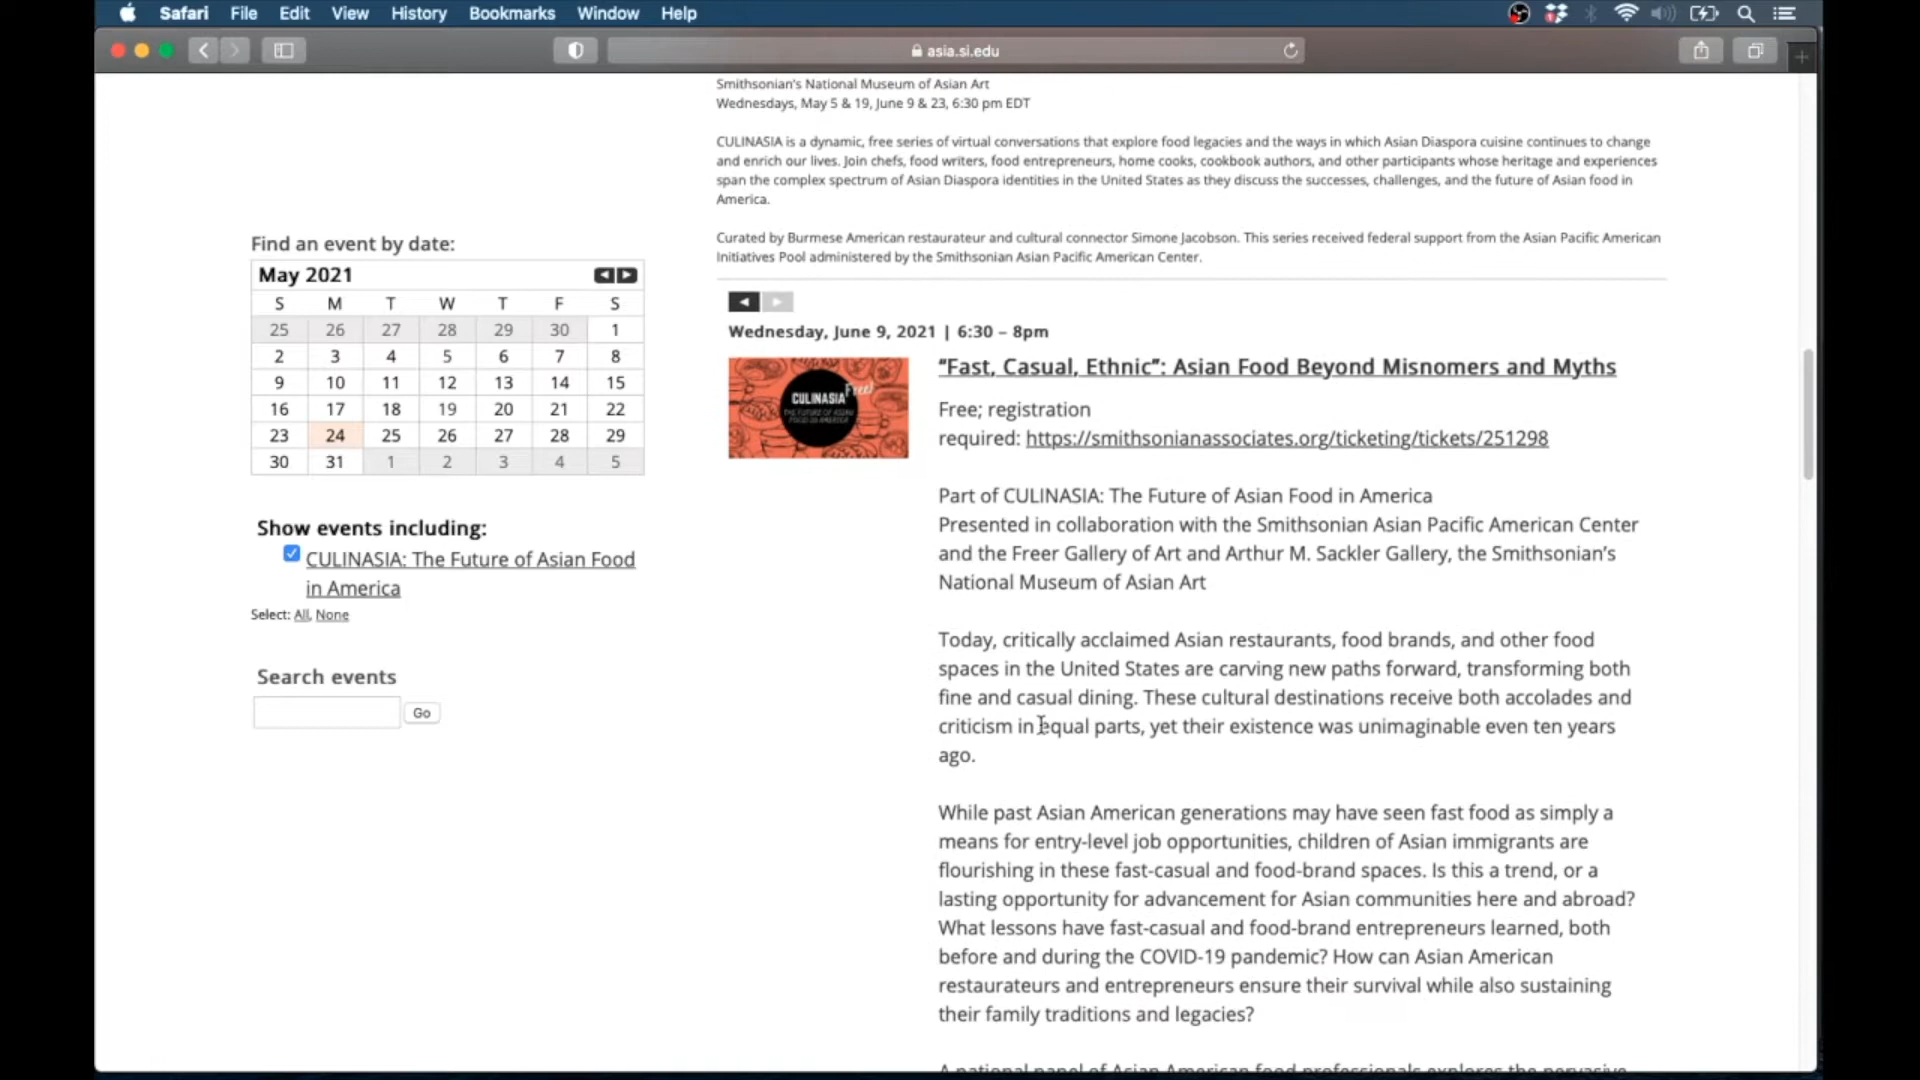 Safari File Edit View History Bookmarks Window Help
asia.si.edu
Smithsonian's National Museum of Asian Art
Wednesdays, May 5 & 19, June 9 & 23, 6:30 pm EDT
CULINASIA is a dynamic, free series of virtual conversations that explore food legacies and the ways in which Asian Diaspora cuisine continues to change
and enrich our lives. Join chefs, food writers, food entrepreneurs, home cooks, cookbook authors, and other participants whose heritage and experiences
span the complex spectrum of Asian Diaspora identities in the United States as they discuss the successes, challenges, and the future of Asian food in
America.
Curated by Burmese American restaurateur and cultural connector Simone Jacobson. This series received federal support from the Asian Pacific American
Initiatives Pool administered by the Smithsonian Asian Pacific American Center.
Find an event by date:
May 2021
S M T W T F S
25 26 27 28 29 30 1
2 3 4 5 6 7 8
9 10 11 12 13 14 15
16 17 18 19 20 21 22
23 24 25 26 27 28 29
30 31 1 2 3 4 5
Show events including:
CULINASIA: The Future of Asian Food
in America
Select: All, None
Search events
Go
Wednesday, June 9, 2021 | 6:30 – 8pm
CULINASIA Free!
THE FUTURE OF ASIAN
FOOD IN AMERICA
“Fast, Casual, Ethnic”: Asian Food Beyond Misnomers and Myths
Free; registration
required: https://smithsonianassociates.org/ticketing/tickets/251298
Part of CULINASIA: The Future of Asian Food in America
Presented in collaboration with the Smithsonian Asian Pacific American Center
and the Freer Gallery of Art and Arthur M. Sackler Gallery, the Smithsonian’s
National Museum of Asian Art
Today, critically acclaimed Asian restaurants, food brands, and other food
spaces in the United States are carving new paths forward, transforming both
fine and casual dining. These cultural destinations receive both accolades and
criticism in equal parts, yet their existence was unimaginable even ten years
ago.
While past Asian American generations may have seen fast food as simply a
means for entry-level job opportunities, children of Asian immigrants are
flourishing in these fast-casual and food-brand spaces. Is this a trend, or a
lasting opportunity for advancement for Asian communities here and abroad?
What lessons have fast-casual and food-brand entrepreneurs learned, both
before and during the COVID-19 pandemic? How can Asian American
restaurateurs and entrepreneurs ensure their survival while also sustaining
their family traditions and legacies?
A national panel of Asian American food professionals explores the pervasive